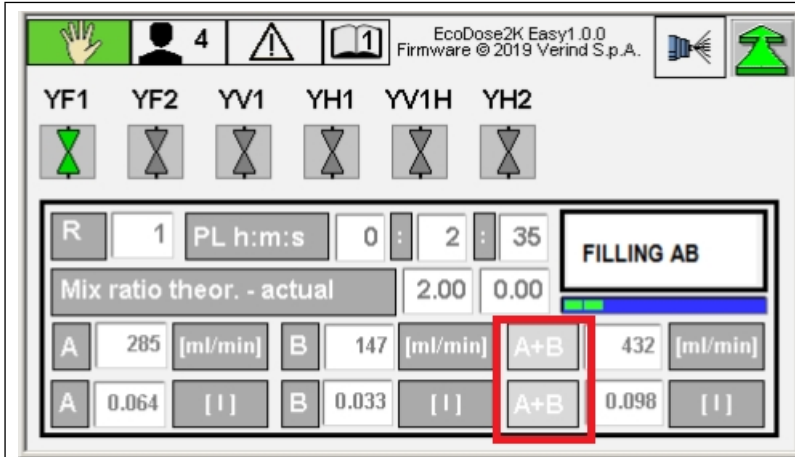 4
1
EcoDose2K Easy1.0.0
Firmware © 2019 Verind S.p.A.
YF1 YF2 YV1 YH1 YV1H YH2
R 1 PL h:m:s 0 : 2 : 35
FILLING AB
Mix ratio theor. - actual 2.00 0.00
A 285 [ml/min] B 147 [ml/min] A+B 432 [ml/min]
A 0.064 [ l ] B 0.033 [ l ] A+B 0.098 [ l ]